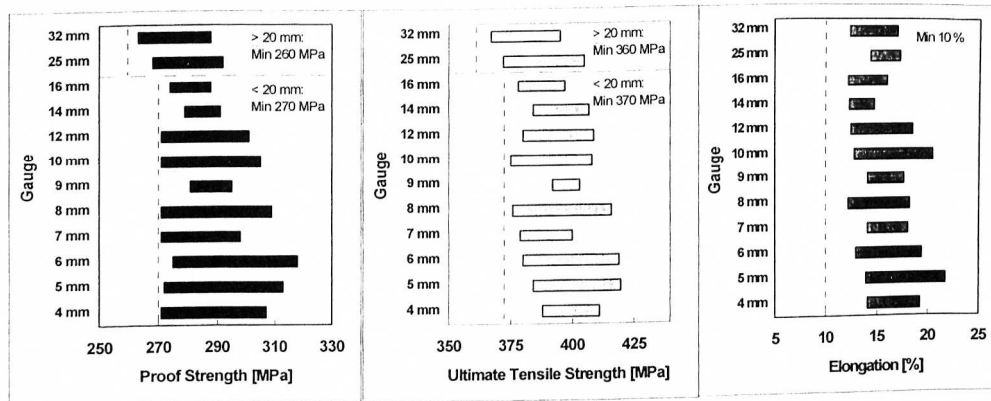 32 mm
25 mm
16 mm
14 mm
12 mm
10 mm
9 mm
8 mm
7 mm
6 mm
5 mm
4 mm
Gauge
> 20 mm:
Min 260 MPa
< 20 mm:
Min 270 MPa
250 270 290 310 330
Proof Strength [MPa]
32 mm
25 mm
16 mm
14 mm
12 mm
10 mm
9 mm
8 mm
7 mm
6 mm
5 mm
4 mm
Gauge
> 20 mm:
Min 360 MPa
< 20 mm:
Min 370 MPa
350 375 400 425
Ultimate Tensile Strength [MPa]
32 mm
25 mm
16 mm
14 mm
12 mm
10 mm
9 mm
8 mm
7 mm
6 mm
5 mm
4 mm
Gauge
Min 10 %
5 10 15 20 25
Elongation [%]